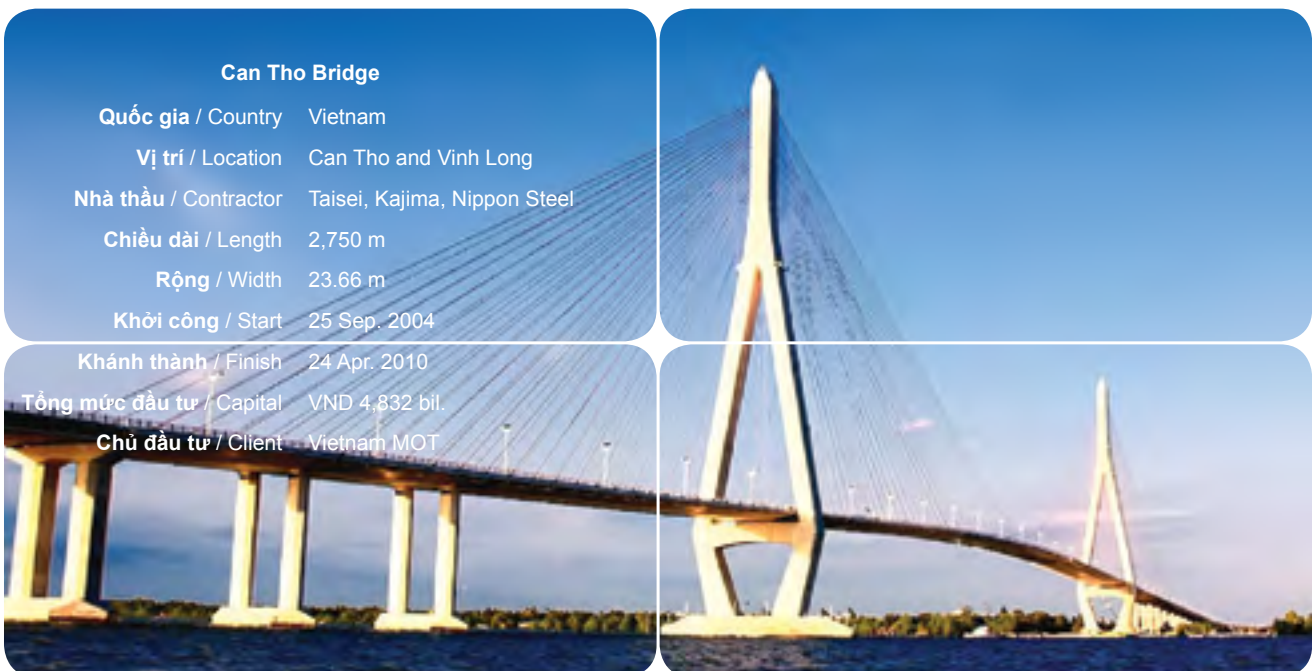 Can Tho Bridge
Quốc gia / Country Vietnam
Vị trí / Location Can Tho and Vinh Long
Nhà thầu / Contractor Taisei, Kajima, Nippon Steel
Chiều dài / Length 2,750 m
Rộng / Width 23.66 m
Khởi công / Start 25 Sep. 2004
Khánh thành / Finish 24 Apr. 2010
Tổng mức đầu tư / Capital VND 4,832 bil.
Chủ đầu tư / Client Vietnam MOT